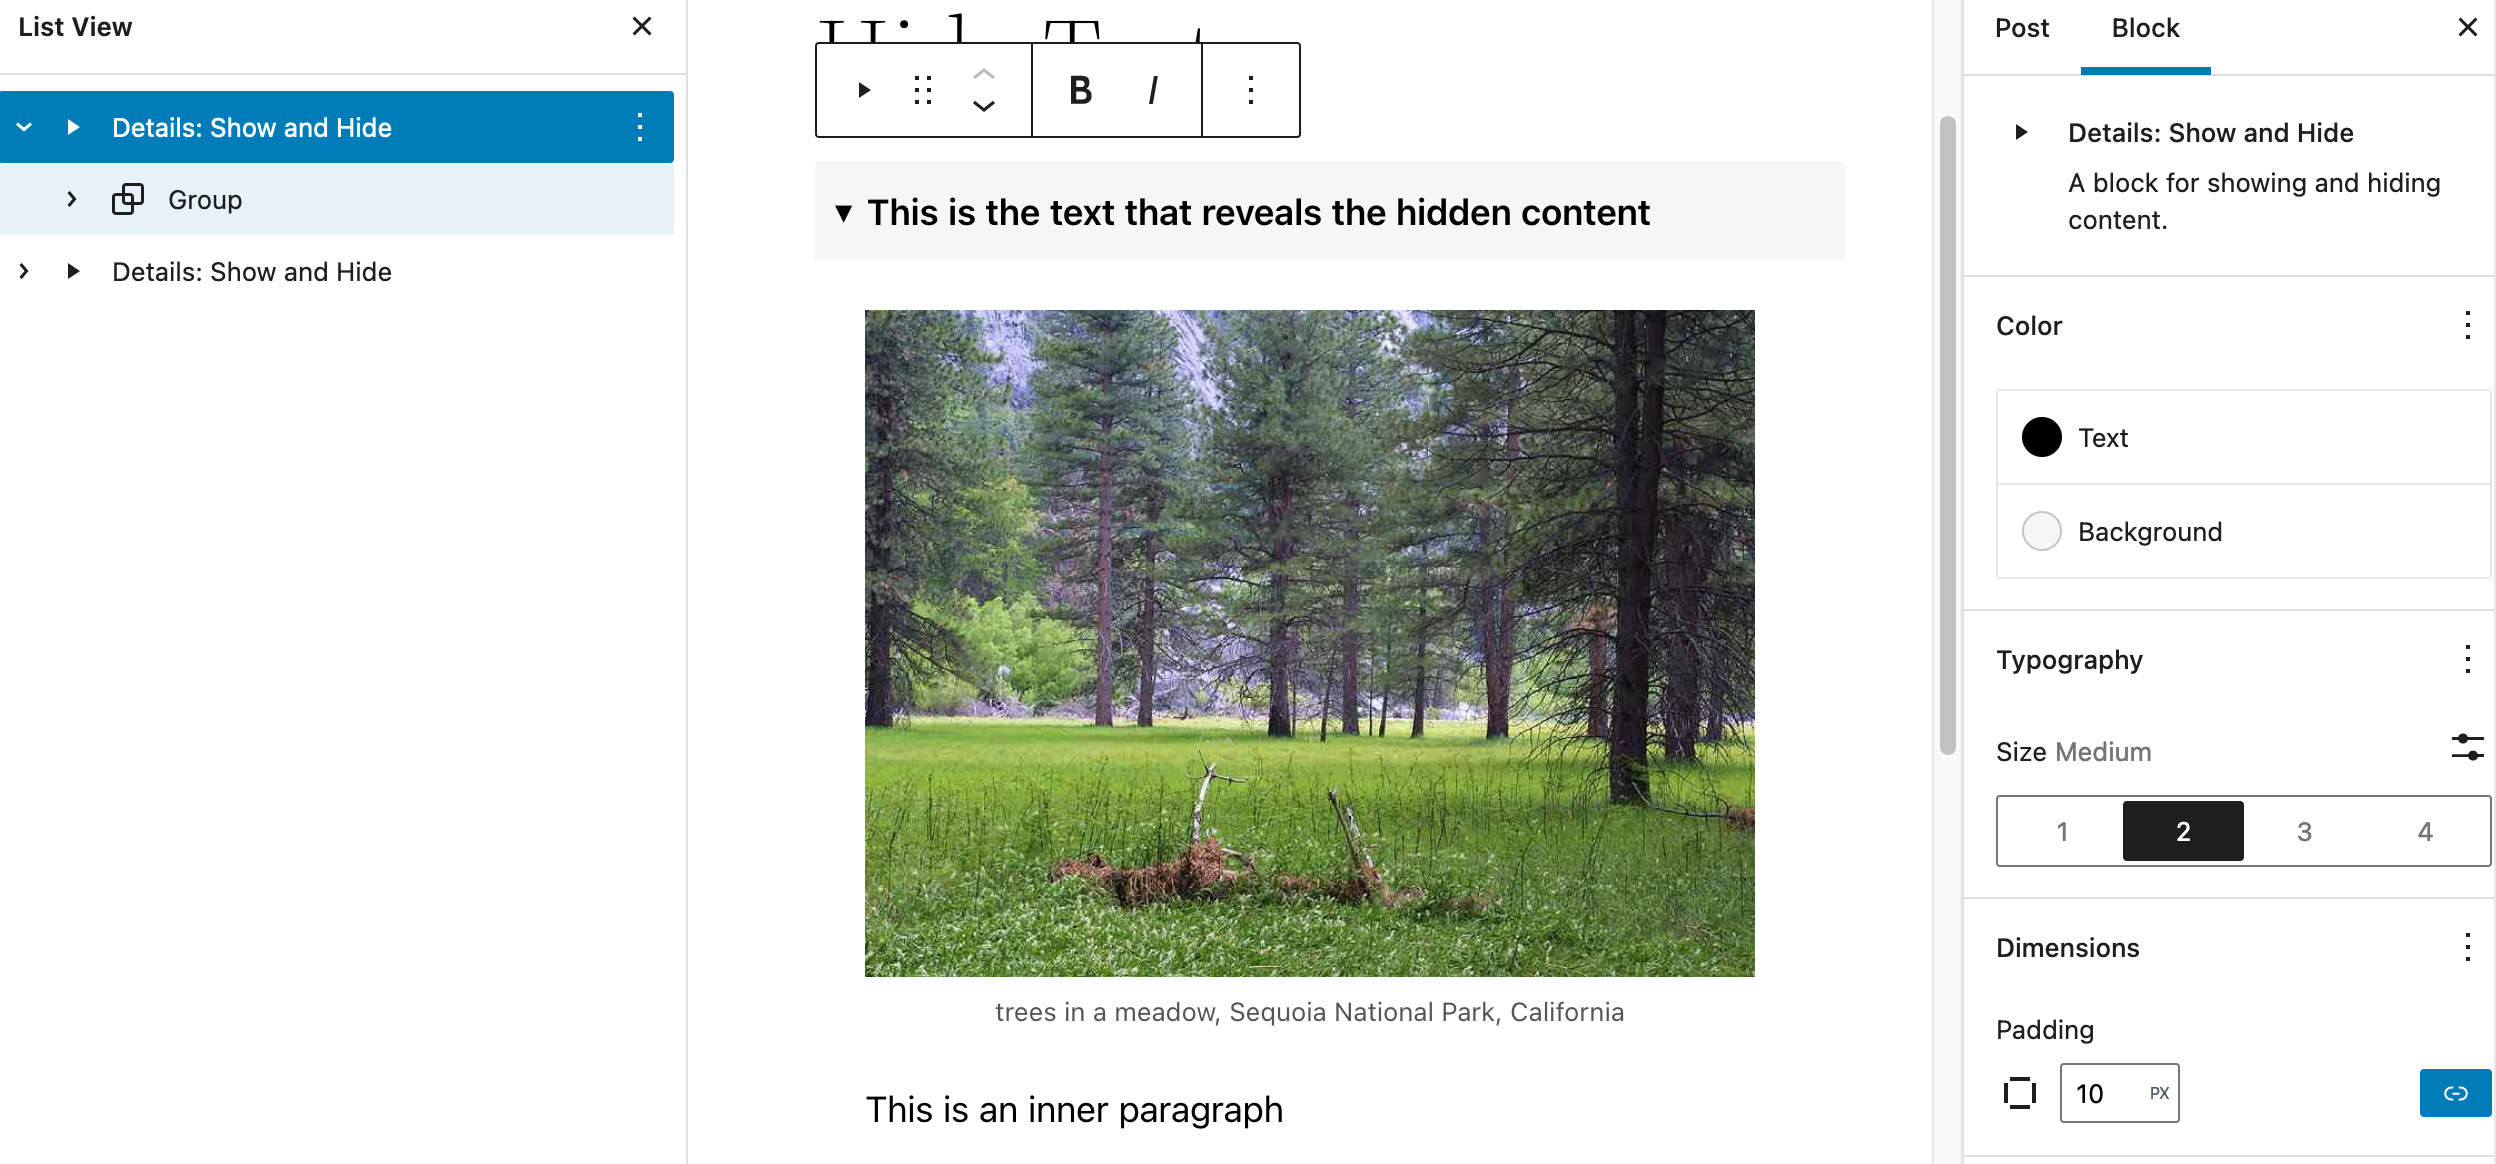 List View
Details: Show and Hide
Group
Details: Show and Hide
B I
This is the text that reveals the hidden content
trees in a meadow, Sequoia National Park, California
This is an inner paragraph
Post Block
Details: Show and Hide
A block for showing and hiding
content.
Color
Text
Background
Typography
Size Medium
1 2 3 4
Dimensions
Padding
10 PX